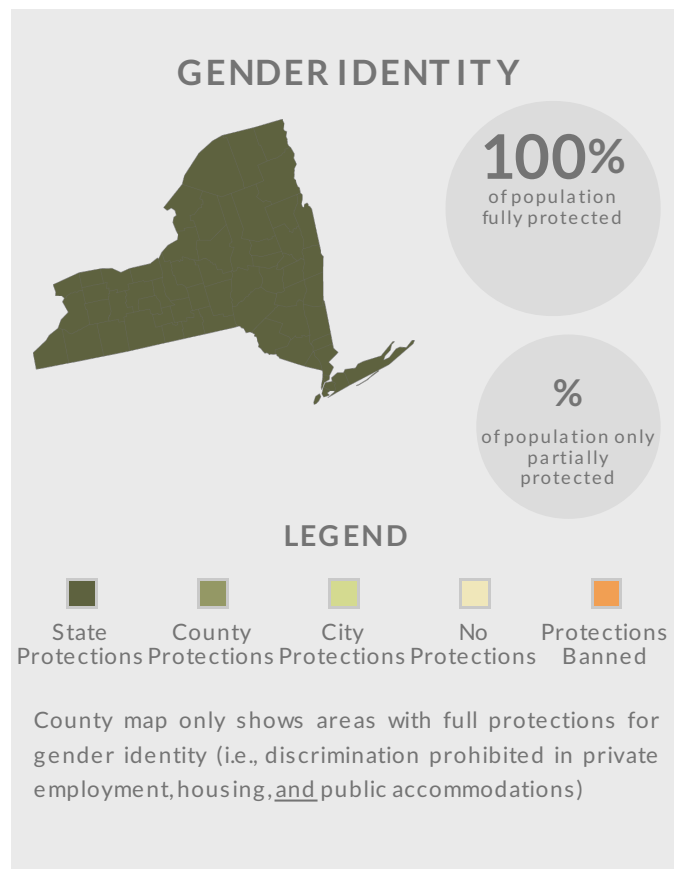 GENDER IDENTITY
100%
of population
fully protected
%
of population only
partially
protected
LEGEND
State
Protections
County
Protections
City
Protections
No
Protections
Protections
Banned
County map only shows areas with full protections for
gender identity (i.e., discrimination prohibited in private
employment, housing, and public accommodations)